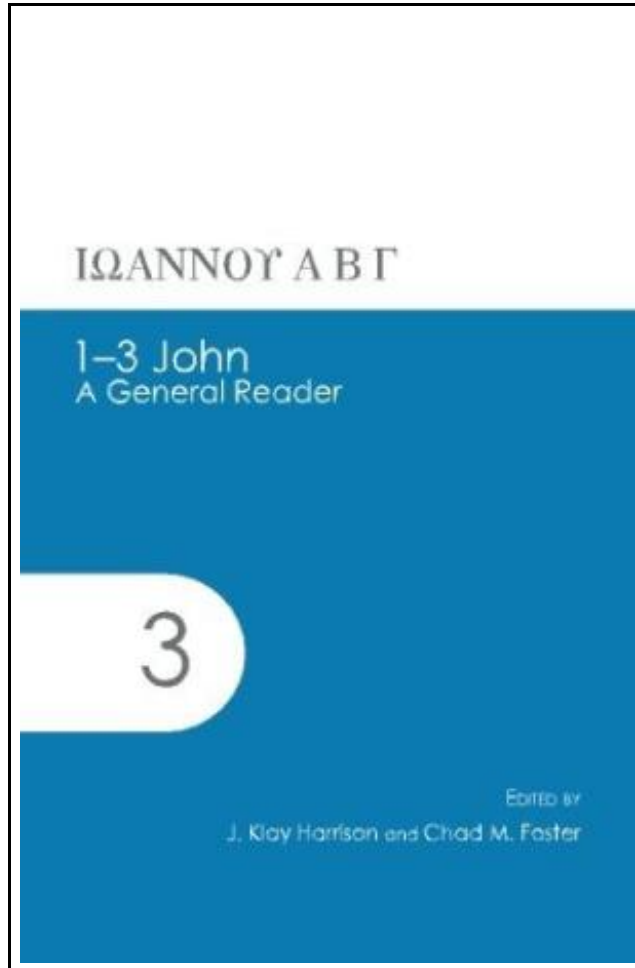 ΙΩΑΝΝΟΥ Α Β Γ
1–3 John
A General Reader
3
EDITED BY
J. Klay Harrison and Chad M. Foster